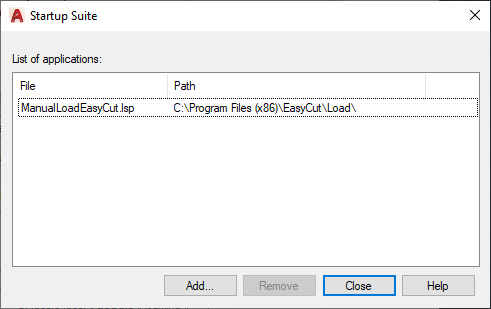 Startup Suite
List of applications:
File Path
ManualLoadEasyCut.lsp C:\Program Files (x86)\EasyCut\Load\
Add... Remove Close Help